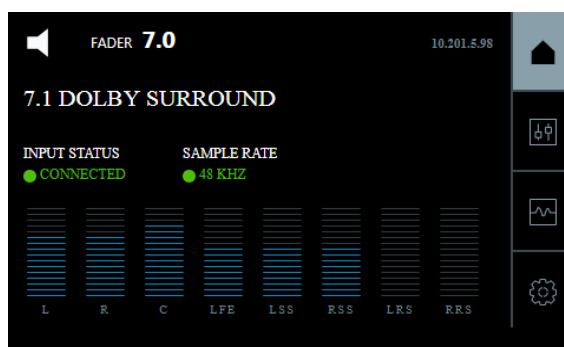 FADER 7.0 10.201.5.98
7.1 DOLBY SURROUND
INPUT STATUS SAMPLE RATE
CONNECTED 48 KHZ
L R C LFE LSS RSS LRS RRS